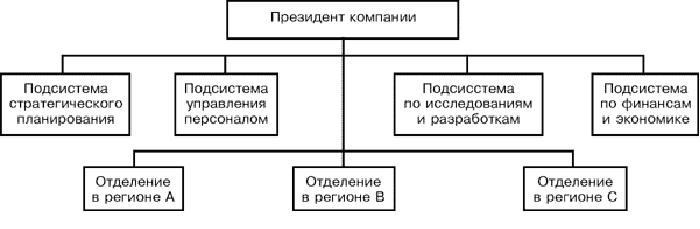 Президент компании
Подсистема
стратегического
планирования
Подсистема
управления
персоналом
Подсисстема
по исследованиям
и разработкам
Подсистема
по финансам
и экономике
Отделение
в регионе А
Отделение
в регионе В
Отделение
в регионе С